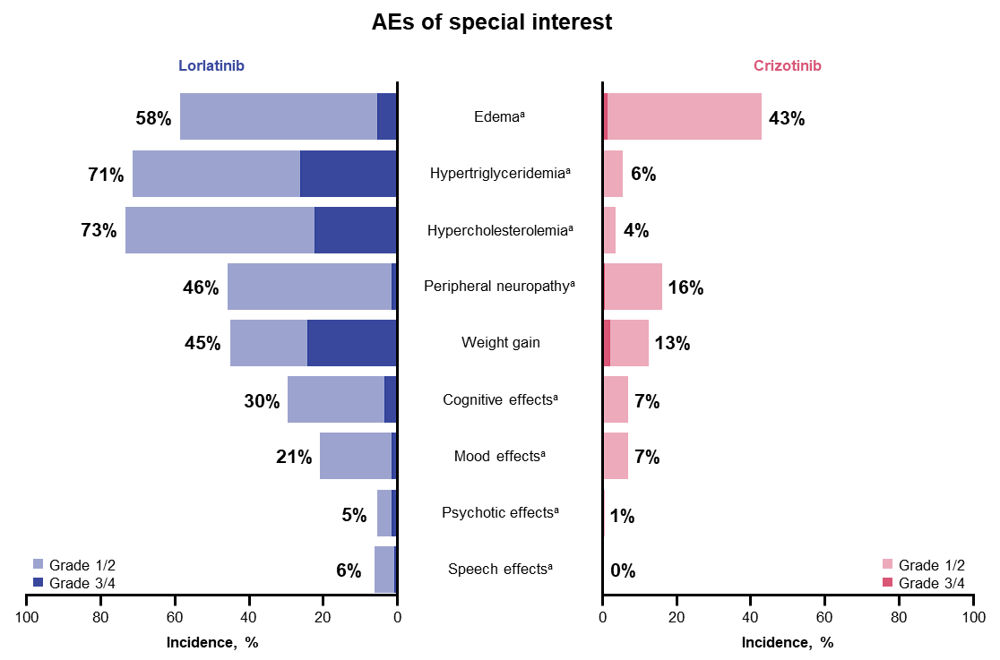 AEs of special interest
Lorlatinib
Crizotinib
58% Edemaᵃ 43%
71% Hypertriglyceridemiaᵃ 6%
73% Hypercholesterolemiaᵃ 4%
46% Peripheral neuropathyᵃ 16%
45% Weight gain 13%
30% Cognitive effectsᵃ 7%
21% Mood effectsᵃ 7%
5% Psychotic effectsᵃ 1%
6% Speech effectsᵃ 0%
Grade 1/2
Grade 3/4
Grade 1/2
Grade 3/4
100 80 60 40 20 0
Incidence, %
0 20 40 60 80 100
Incidence, %